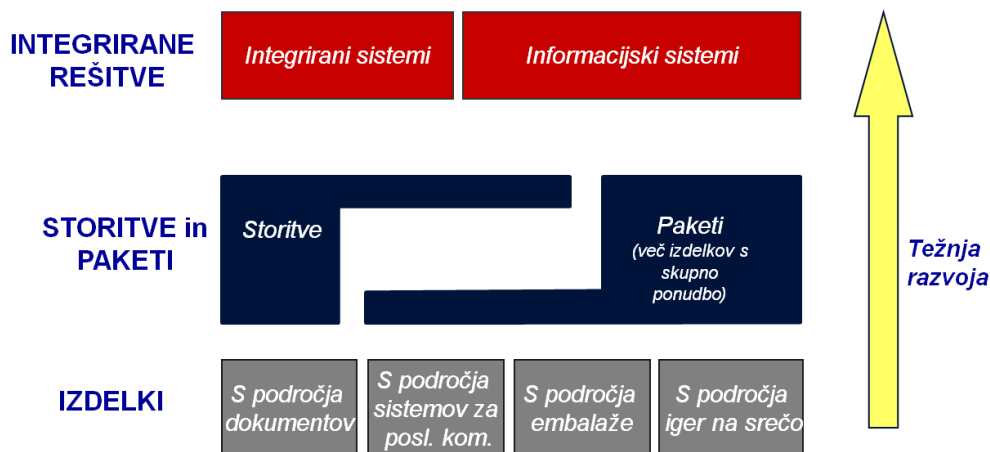 INTEGRIRANE
REŠITVE
Integrirani sistemi
Informacijski sistemi
STORITVE in
PAKETI
Storitve
Paketi
(več izdelkov s
skupno
ponudbo)
Težnja
razvoja
IZDELKI
S področja
dokumentov
S področja
sistemov za
posl. kom.
S področja
embalaže
S področja
iger na srečo